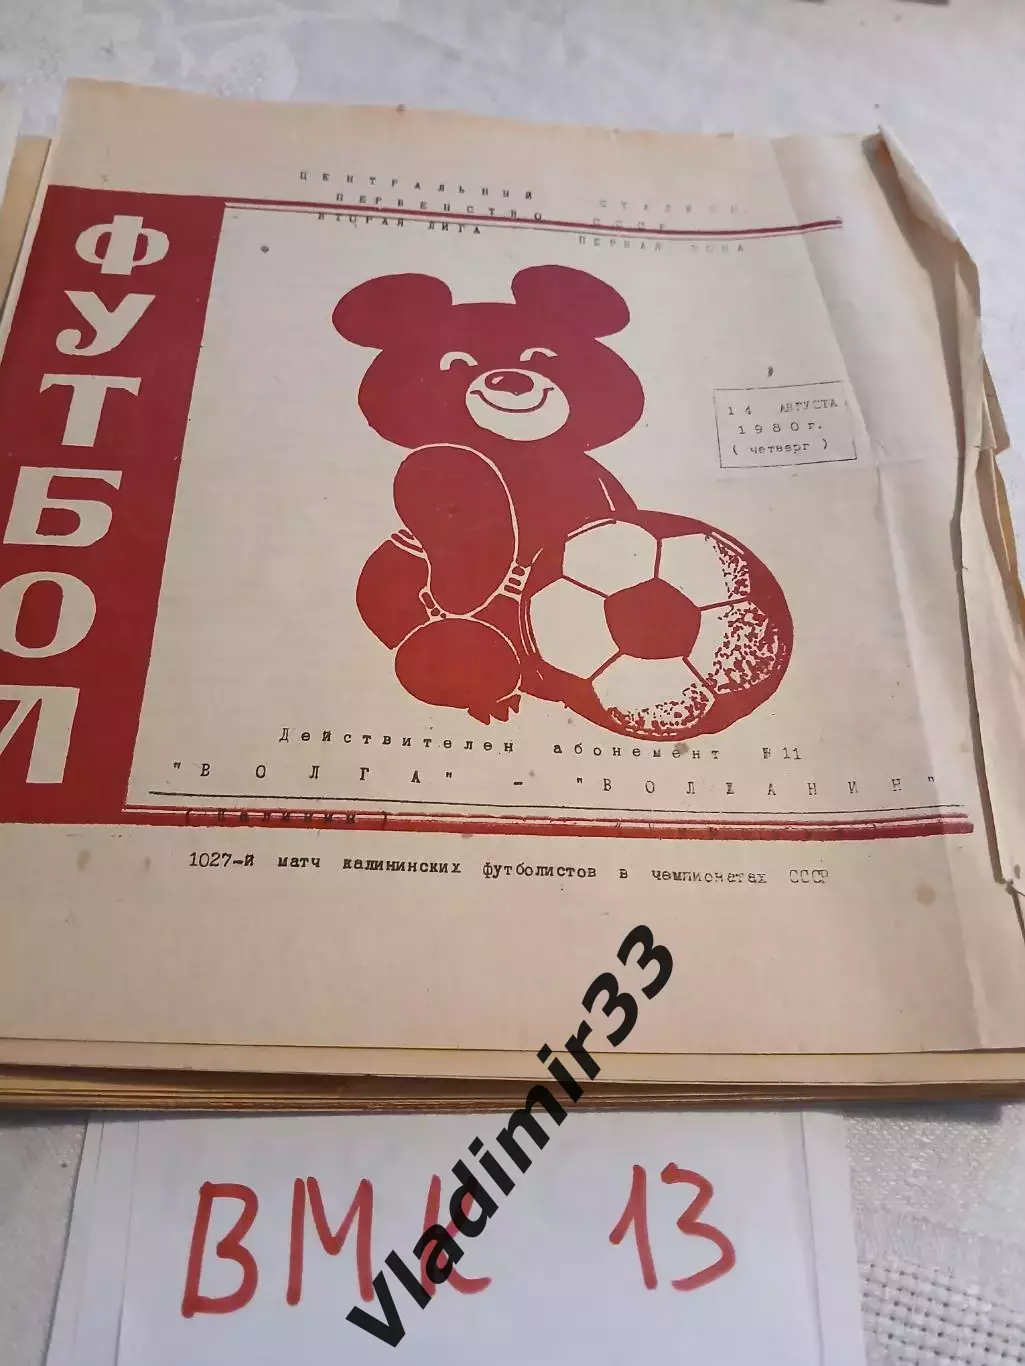 ФУТБОЛ
ЦЕНТРАЛЬНЫЙ СТАДИОН
ПЕРВЕНСТВО СССР
ВТОРАЯ ЛИГА ПЕРВАЯ ЗОНА
14 АВГУСТА
1980 г.
( четверг )
Действителен абонемент № 11
"ВОЛГА" - "ВОЛЖАНИН"
( Калинин )
1027-й матч калининских футболистов в чемпионатах СССР
Vladimir33
ВМК 13